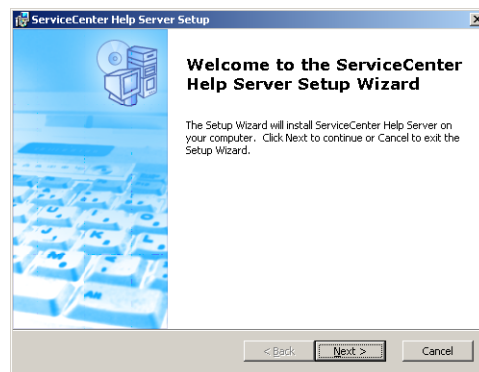 ServiceCenter Help Server Setup
Welcome to the ServiceCenter
Help Server Setup Wizard
The Setup Wizard will install ServiceCenter Help Server on
your computer. Click Next to continue or Cancel to exit the
Setup Wizard.
< Back Next > Cancel